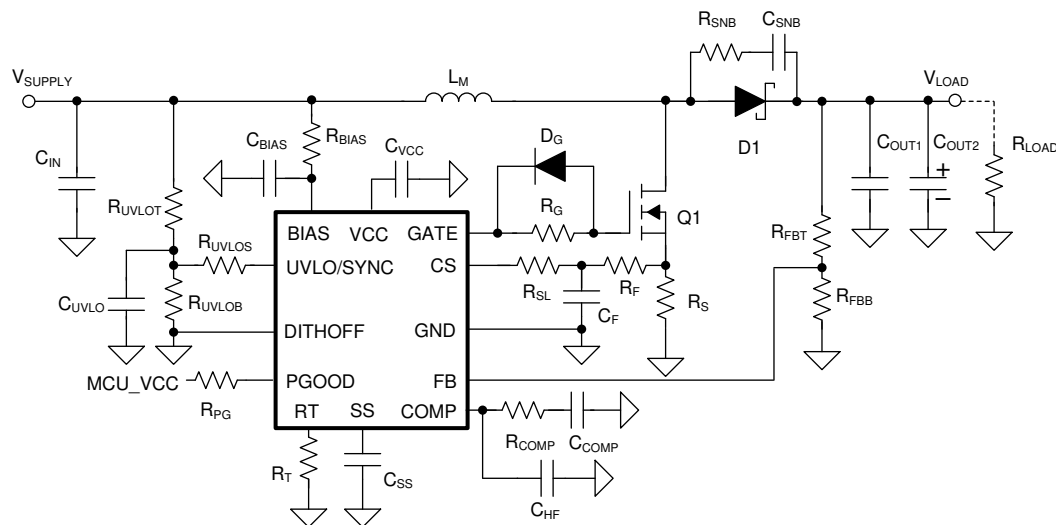 RSNB
CSNB
VSUPPLY
LM
VLOAD
D1
CIN
CBIAS
RBIAS
CVCC
DG
RG
Q1
COUT1
COUT2
+
–
RLOAD
RUVLOT
RUVLOS
BIAS
VCC
GATE
UVLO/SYNC
CS
RSL
RF
RS
RFBT
RFBB
CUVLO
RUVLOB
CF
DITHOFF
GND
MCU_VCC
PGOOD
FB
RPG
RT
SS
COMP
RT
CSS
RCOMP
CCOMP
CHF